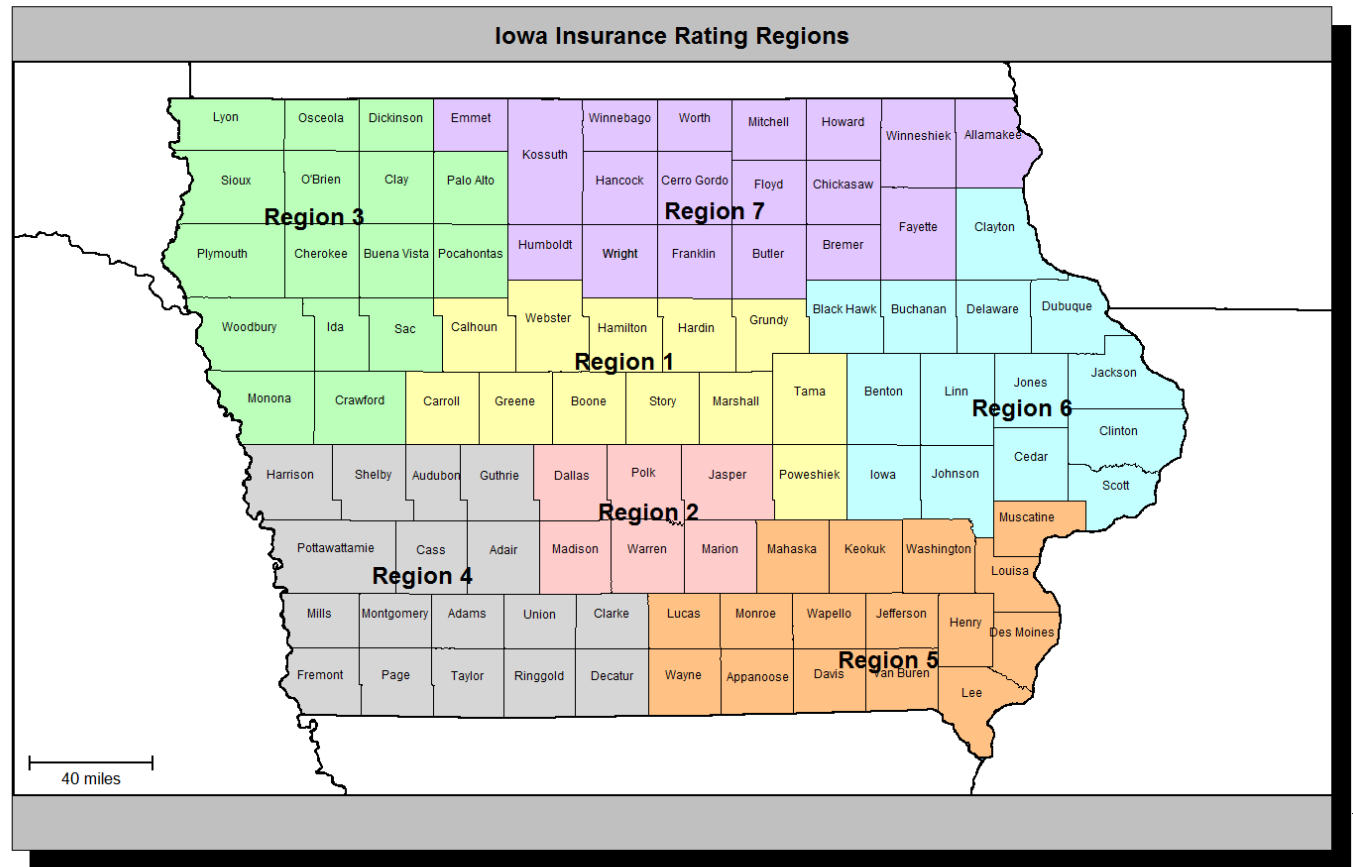 Iowa Insurance Rating Regions
Lyon
Osceola
Dickinson
Emmet
Kossuth
Winnebago
Worth
Mitchell
Howard
Winneshiek
Allamakee
Sioux
O'Brien
Clay
Palo Alto
Hancock
Cerro Gordo
Floyd
Chickasaw
Region 3
Region 7
Plymouth
Cherokee
Buena Vista
Pocahontas
Humboldt
Wright
Franklin
Butler
Bremer
Fayette
Clayton
Woodbury
Ida
Sac
Calhoun
Webster
Hamilton
Hardin
Grundy
Black Hawk
Buchanan
Delaware
Dubuque
Region 1
Monona
Crawford
Carroll
Greene
Boone
Story
Marshall
Tama
Benton
Linn
Jones
Jackson
Region 6
Clinton
Harrison
Shelby
Audubon
Guthrie
Dallas
Polk
Jasper
Poweshiek
Iowa
Johnson
Cedar
Scott
Region 2
Muscatine
Pottawattamie
Cass
Adair
Madison
Warren
Marion
Mahaska
Keokuk
Washington
Louisa
Region 4
Mills
Montgomery
Adams
Union
Clarke
Lucas
Monroe
Wapello
Jefferson
Henry
Des Moines
Region 5
Fremont
Page
Taylor
Ringgold
Decatur
Wayne
Appanoose
Davis
Van Buren
Lee
40 miles